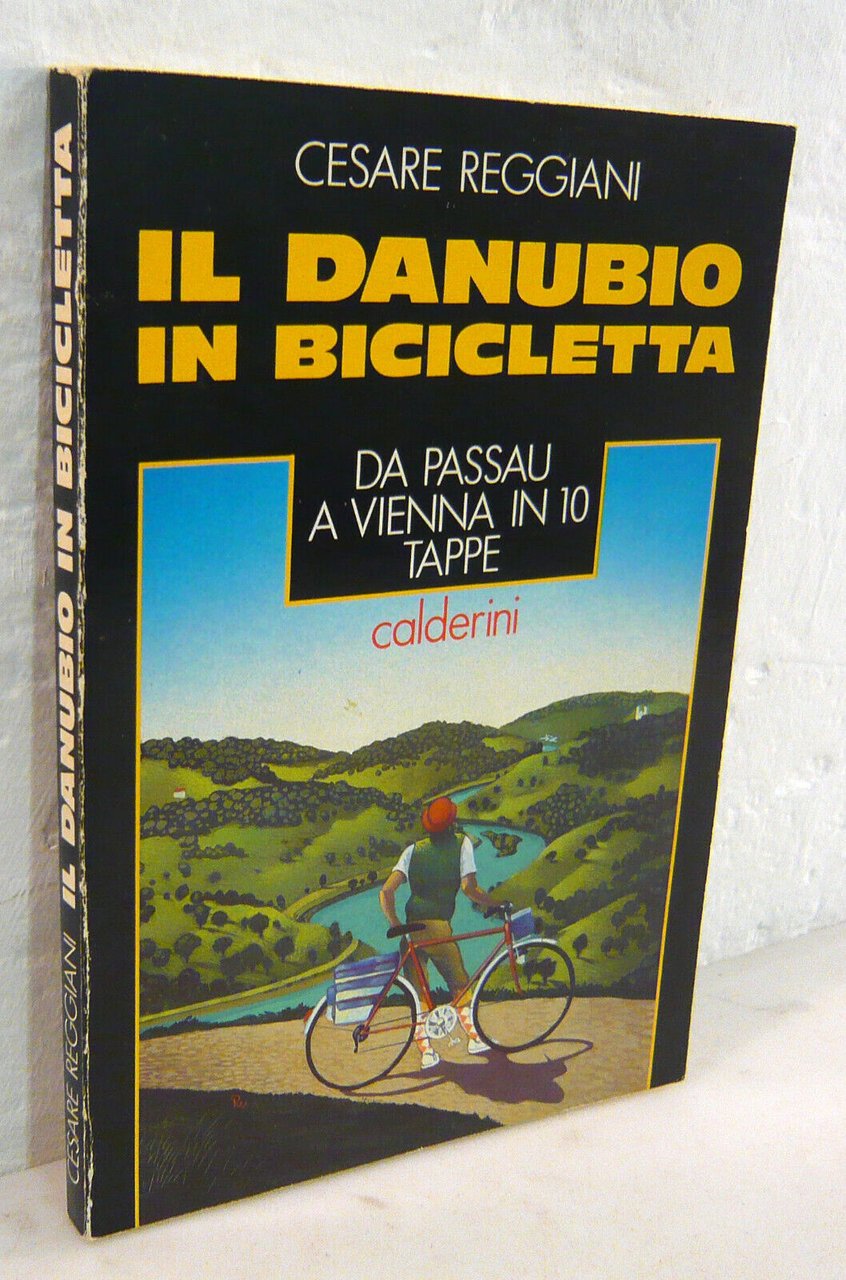 CESARE REGGIANI
IL DANUBIO
IN BICICLETTA
DA PASSAU
A VIENNA IN 10
TAPPE
calderini
CESARE REGGIANI IL DANUBIO IN BICICLETTA